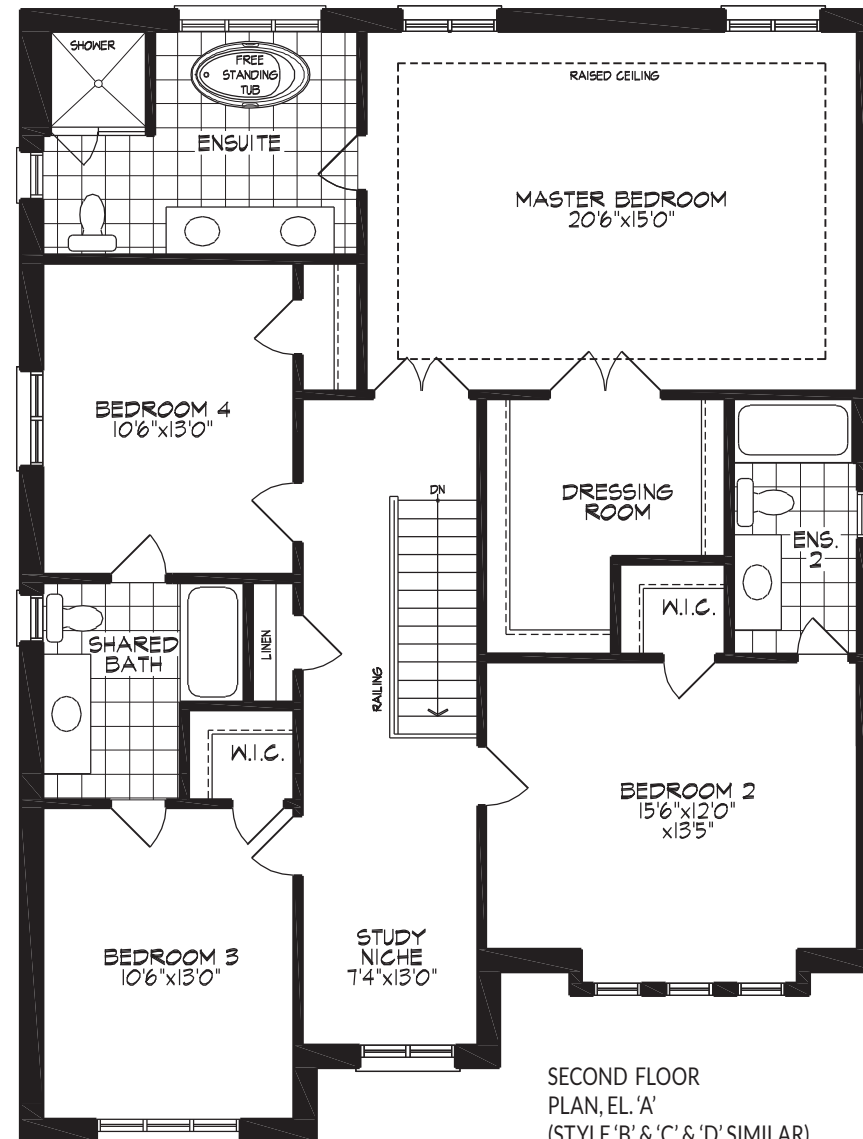 SHOWER
FREE
STANDING
TUB
ENSUITE
RAISED CEILING
MASTER BEDROOM
20'6"x15'0"
BEDROOM 4
10'6"x13'0"
DN
DRESSING
ROOM
ENS.
2
W.I.C.
SHARED
BATH
LINEN
RAILING
W.I.C.
BEDROOM 2
15'6"x12'0"
x13'5"
BEDROOM 3
10'6"x13'0"
STUDY
NICHE
7'4"x13'0"
SECOND FLOOR
PLAN, EL. ‘A’
(STYLE ‘B’ & ‘C’ & ‘D’ SIMILAR)